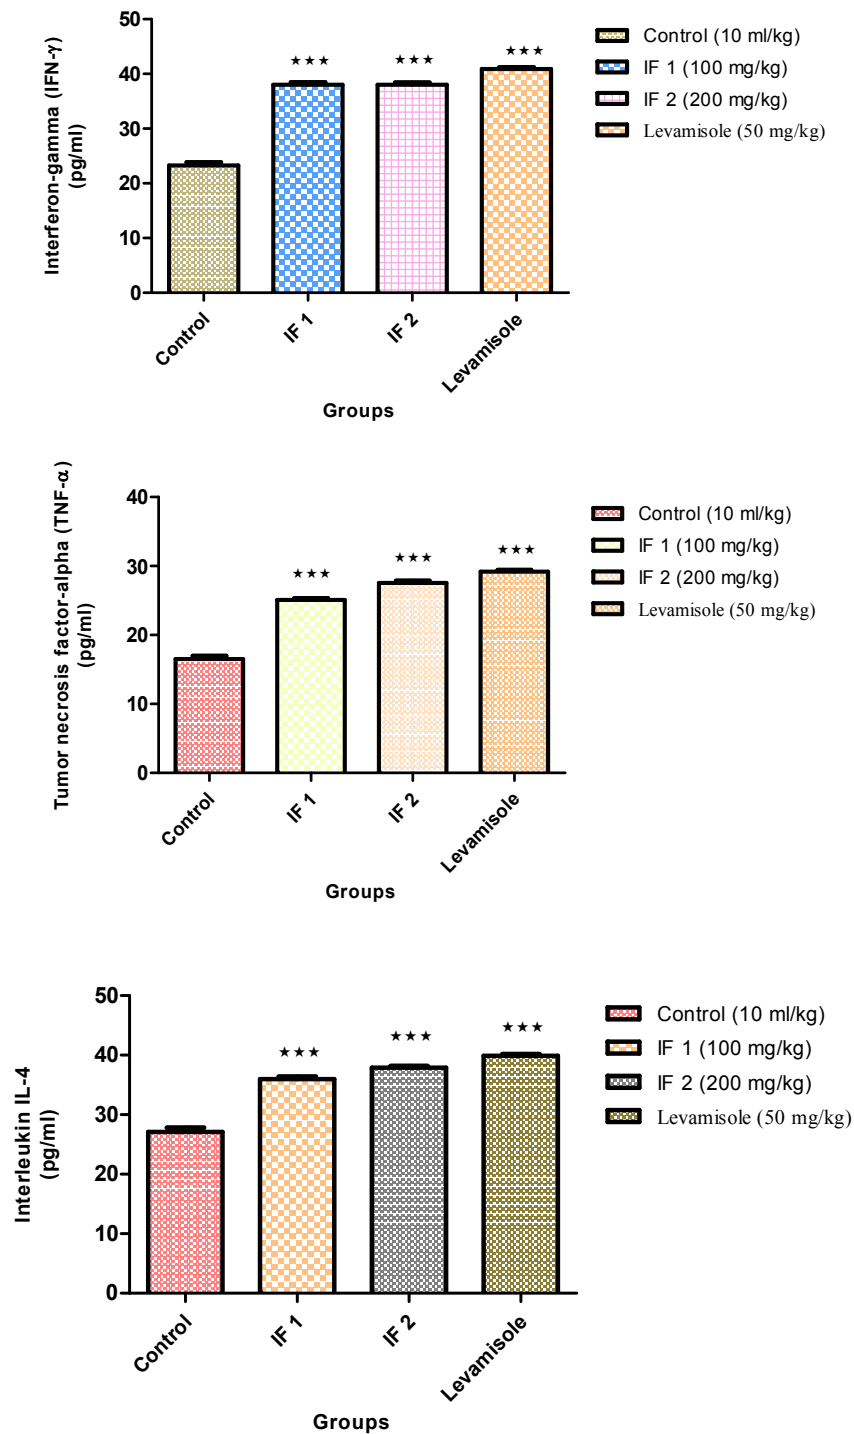 Interferon-gamma (IFN-γ)
(pg/ml)
50
40
30
20
10
0
★★★
★★★
★★★
Control
IF 1
IF 2
Levamisole
Groups
Control (10 ml/kg)
IF 1 (100 mg/kg)
IF 2 (200 mg/kg)
Levamisole (50 mg/kg)
Tumor necrosis factor-alpha (TNF-α)
(pg/ml)
40
30
20
10
0
★★★
★★★
★★★
Control
IF 1
IF 2
Levamisole
Groups
Control (10 ml/kg)
IF 1 (100 mg/kg)
IF 2 (200 mg/kg)
Levamisole (50 mg/kg)
Interleukin IL-4
(pg/ml)
50
40
30
20
10
0
★★★
★★★
★★★
Control
IF 1
IF 2
Levamisole
Groups
Control (10 ml/kg)
IF 1 (100 mg/kg)
IF 2 (200 mg/kg)
Levamisole (50 mg/kg)